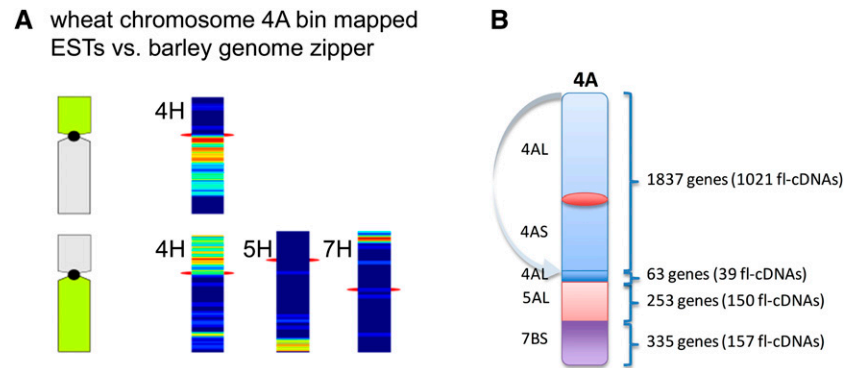 A wheat chromosome 4A bin mapped
ESTs vs. barley genome zipper
4H
4H
5H
7H
B
4A
4AL
4AS
4AL
5AL
7BS
1837 genes (1021 fl-cDNAs)
63 genes (39 fl-cDNAs)
253 genes (150 fl-cDNAs)
335 genes (157 fl-cDNAs)